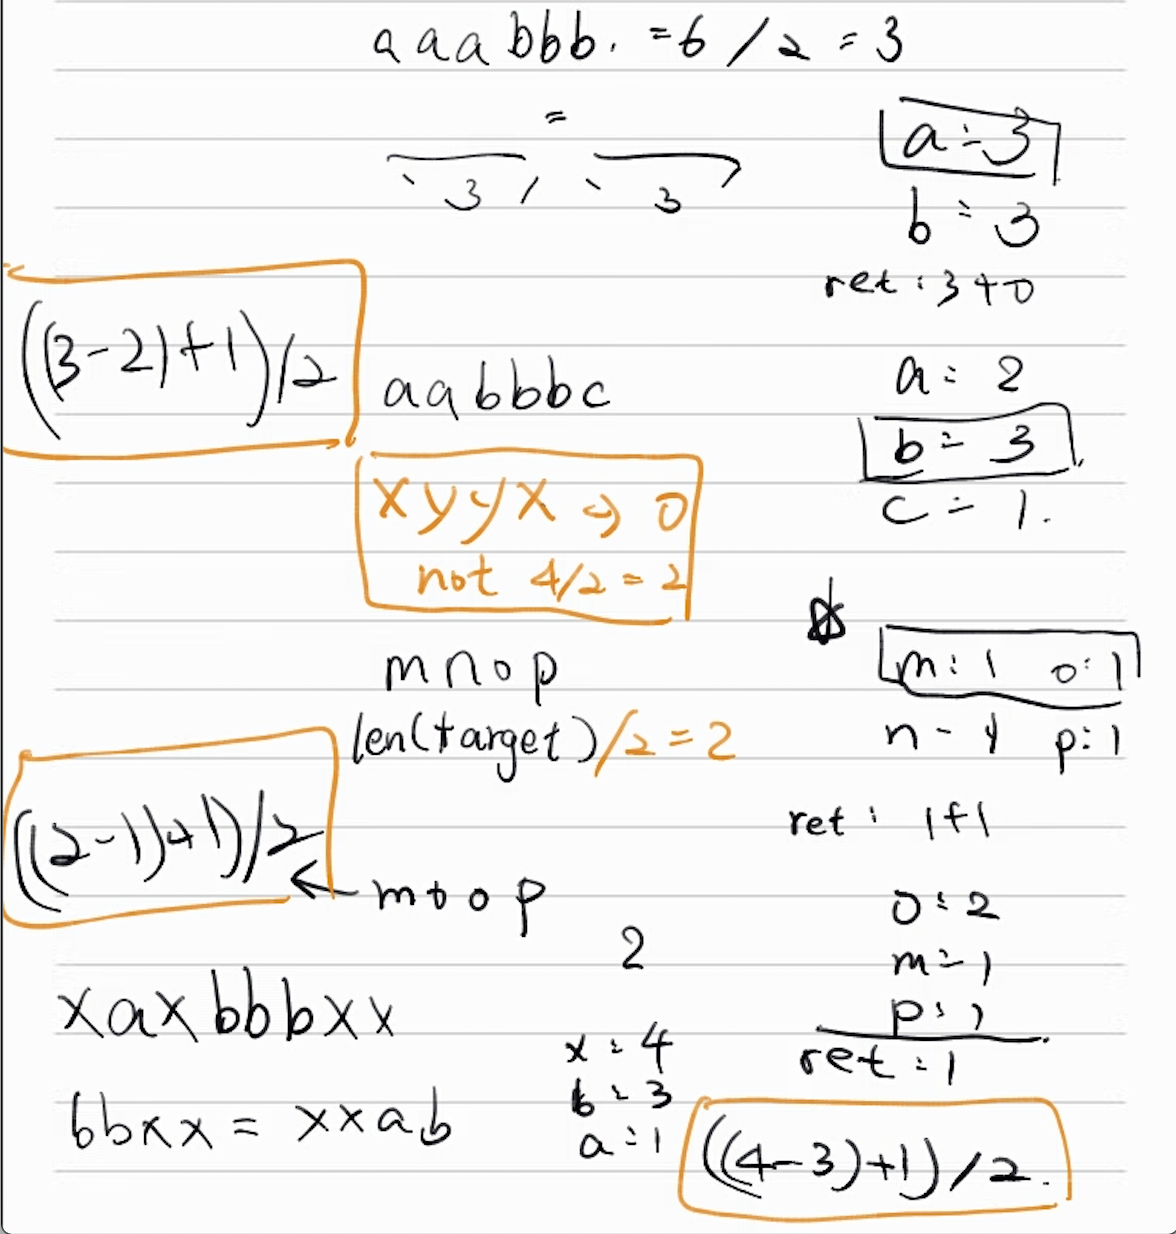 aaabbb. = 6 / 2 = 3
=
3 3
a : 3
b : 3
ret : 3 + 0
((3-2)+1)/2
aabbbc
a : 2
b : 3
c : 1.
xyyx → 0
not 4/2 = 2
mnop
m : 1 o : 1
len(target)/2 = 2
p : 1
ret : 1+1
((2-1)+1)/2
← moop
o : 2
2
m : 1
xaxbbbxx
p : 1
x : 4
ret : 1
b : 3
bbxx = xxab
a : 1
((4-3)+1)/2.